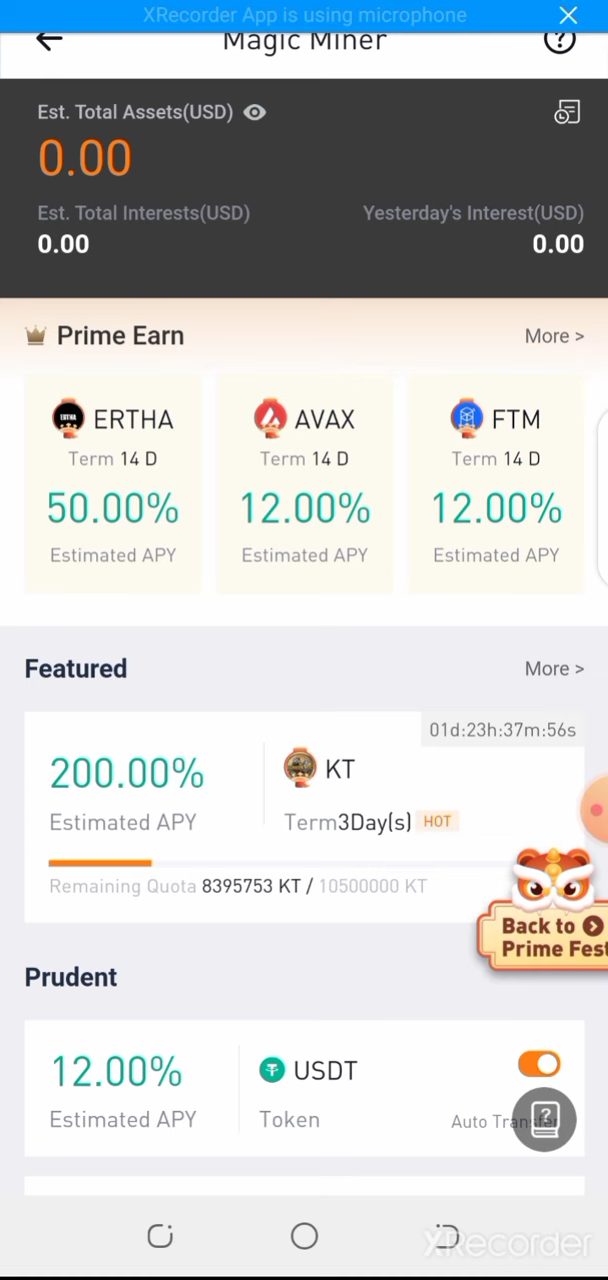 XRecorder App is using microphone
Magic Miner
Est. Total Assets(USD)
0.00
Est. Total Interests(USD) Yesterday's Interest(USD)
0.00 0.00
Prime Earn More >
ERTHA AVAX FTM
Term 14 D Term 14 D Term 14 D
50.00% 12.00% 12.00%
Estimated APY Estimated APY Estimated APY
Featured More >
01d:23h:37m:56s
200.00% KT
Estimated APY Term3Day(s) HOT
Remaining Quota 8395753 KT / 10500000 KT
Back to
Prime Fest
Prudent
12.00% USDT
Estimated APY Token Auto Transfer
XRecorder